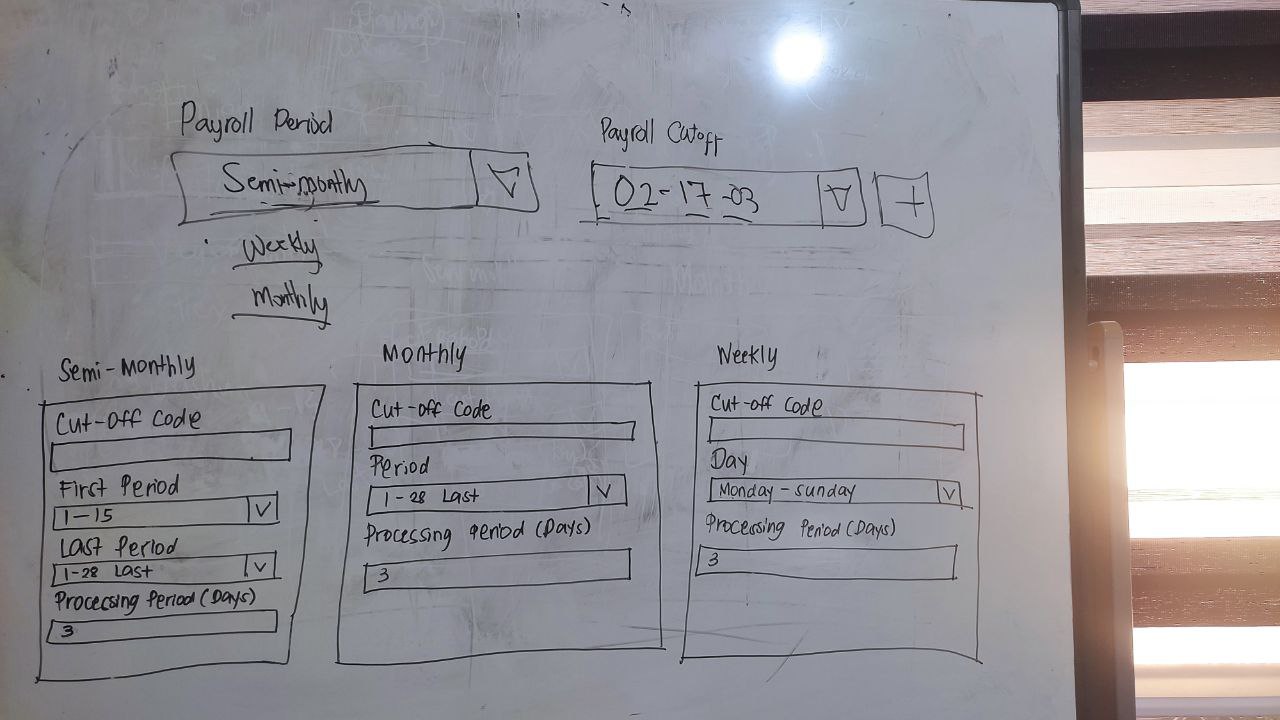 Payroll Period
Semi-monthly
Weekly
Monthly
Payroll Cutoff
02-17-03
Semi-Monthly
Cut-off Code
First Period
1-15
Last Period
1-28 Last
Processing Period (Days)
3
Monthly
Cut-off Code
Period
1-28 Last
Processing Period (Days)
3
Weekly
Cut-off Code
Day
Monday - Sunday
Processing Period (Days)
3